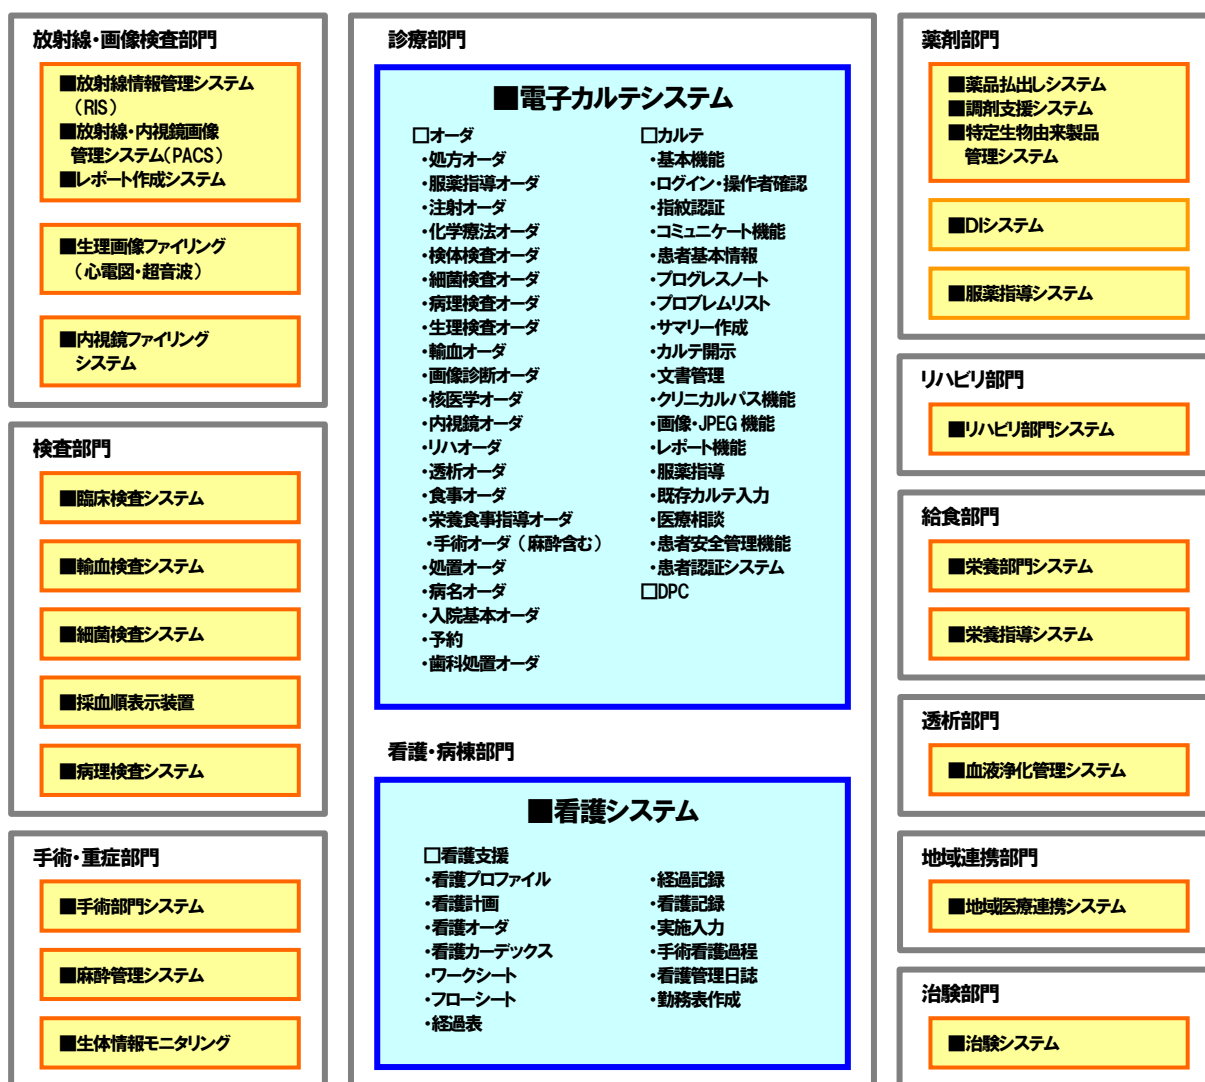 放射線・画像検査部門
■放射線情報管理システム
（RIS）
■放射線・内視鏡画像
管理システム（PACS）
■レポート作成システム
■生理画像ファイリング
（心電図・超音波）
■内視鏡ファイリング
システム
検査部門
■臨床検査システム
■輸血検査システム
■細菌検査システム
■採血順表示装置
■病理検査システム
手術・重症部門
■手術部門システム
■麻酔管理システム
■生体情報モニタリング
診療部門
■電子カルテシステム
□オーダ
・処方オーダ
・服薬指導オーダ
・注射オーダ
・化学療法オーダ
・検体検査オーダ
・細菌検査オーダ
・病理検査オーダ
・生理検査オーダ
・輸血オーダ
・画像診断オーダ
・核医学オーダ
・内視鏡オーダ
・リハオーダ
・透析オーダ
・食事オーダ
・栄養食事指導オーダ
・手術オーダ（麻酔含む）
・処置オーダ
・病名オーダ
・入院基本オーダ
・予約
・歯科処置オーダ
□カルテ
・基本機能
・ログイン・操作者確認
・指紋認証
・コミュニケート機能
・患者基本情報
・プログレスノート
・プロブレムリスト
・サマリー作成
・カルテ開示
・文書管理
・クリニカルパス機能
・画像・JPEG 機能
・レポート機能
・服薬指導
・既存カルテ入力
・医療相談
・患者安全管理機能
・患者認証システム
□DPC
看護・病棟部門
■看護システム
□看護支援
・看護プロファイル
・看護計画
・看護オーダ
・看護カーデックス
・ワークシート
・フローシート
・経過表
・経過記録
・看護記録
・実施入力
・手術看護過程
・看護管理日誌
・勤務表作成
薬剤部門
■薬品払出しシステム
■調剤支援システム
■特定生物由来製品
管理システム
■DIシステム
■服薬指導システム
リハビリ部門
■リハビリ部門システム
給食部門
■栄養部門システム
■栄養指導システム
透析部門
■血液浄化管理システム
地域連携部門
■地域医療連携システム
治験部門
■治験システム